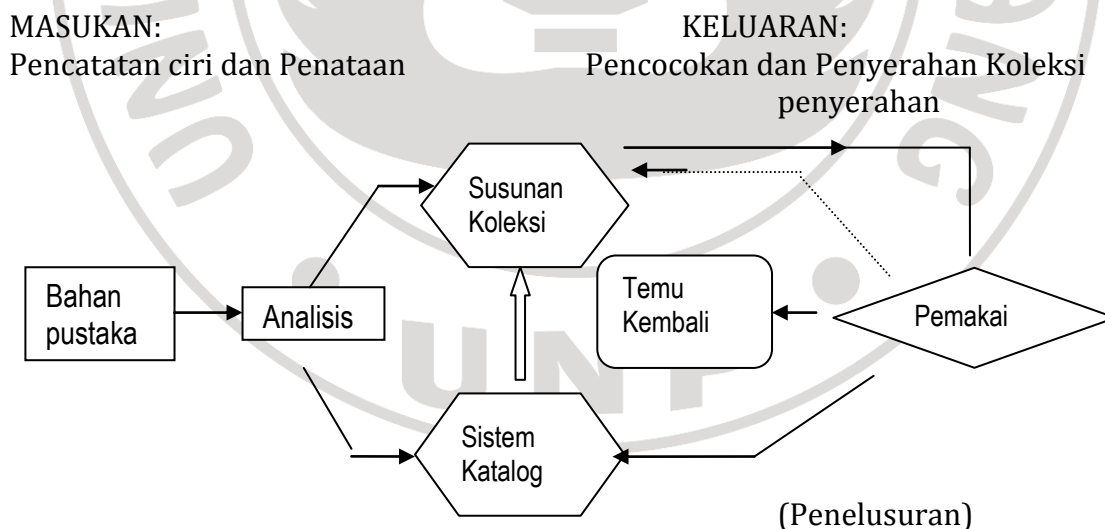 MASUKAN:
KELUARAN:
Pencatatan ciri dan Penataan
Pencocokan dan Penyerahan Koleksi
penyerahan
Susunan
Koleksi
Bahan
pustaka
Analisis
Temu
Kembali
Pemakai
Sistem
Katalog
(Penelusuran)
UNP